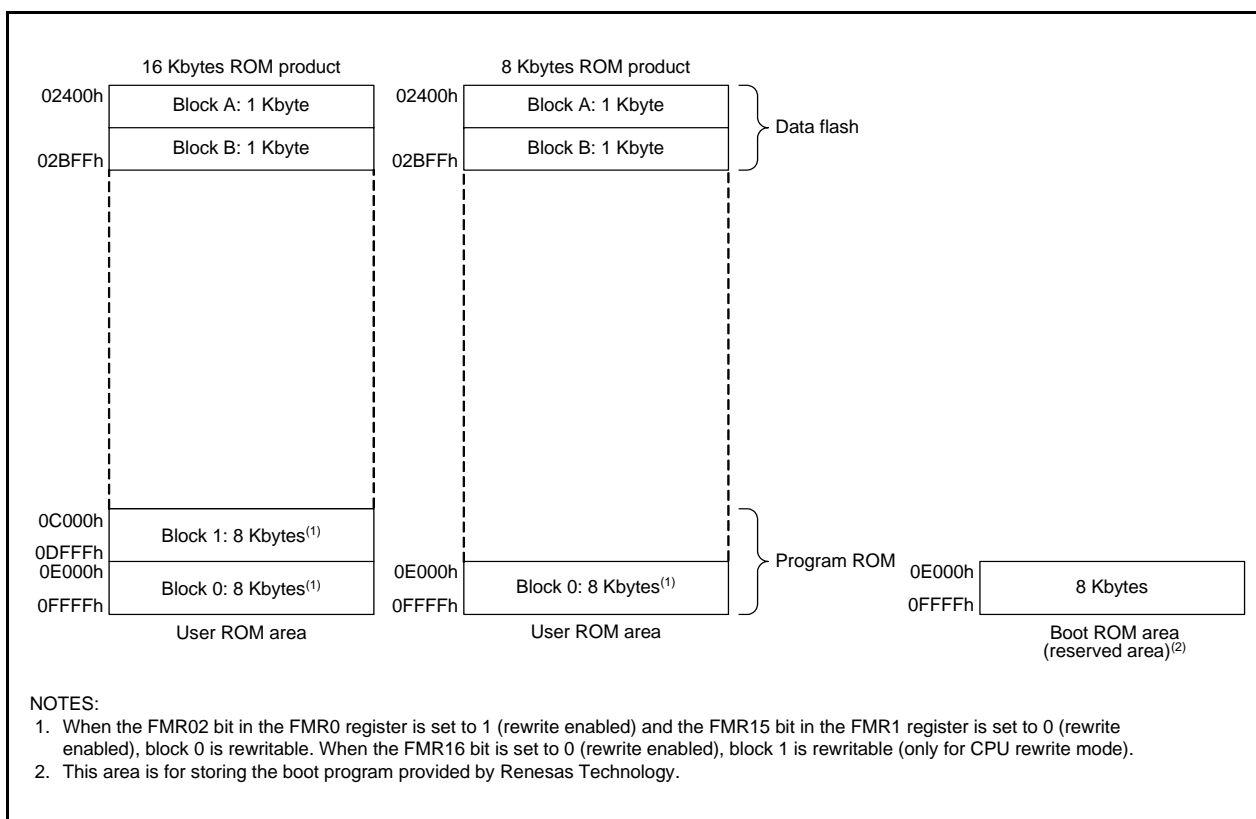 16 Kbytes ROM product
02400h
Block A: 1 Kbyte
Block B: 1 Kbyte
02BFFh
0C000h
Block 1: 8 Kbytes(1)
0DFFFh
0E000h
Block 0: 8 Kbytes(1)
0FFFFh
User ROM area
8 Kbytes ROM product
02400h
Block A: 1 Kbyte
Block B: 1 Kbyte
02BFFh
Data flash
0E000h
Block 0: 8 Kbytes(1)
0FFFFh
User ROM area
Program ROM
0E000h
8 Kbytes
0FFFFh
Boot ROM area
(reserved area)(2)
NOTES:
1. When the FMR02 bit in the FMR0 register is set to 1 (rewrite enabled) and the FMR15 bit in the FMR1 register is set to 0 (rewrite
enabled), block 0 is rewritable. When the FMR16 bit is set to 0 (rewrite enabled), block 1 is rewritable (only for CPU rewrite mode).
2. This area is for storing the boot program provided by Renesas Technology.